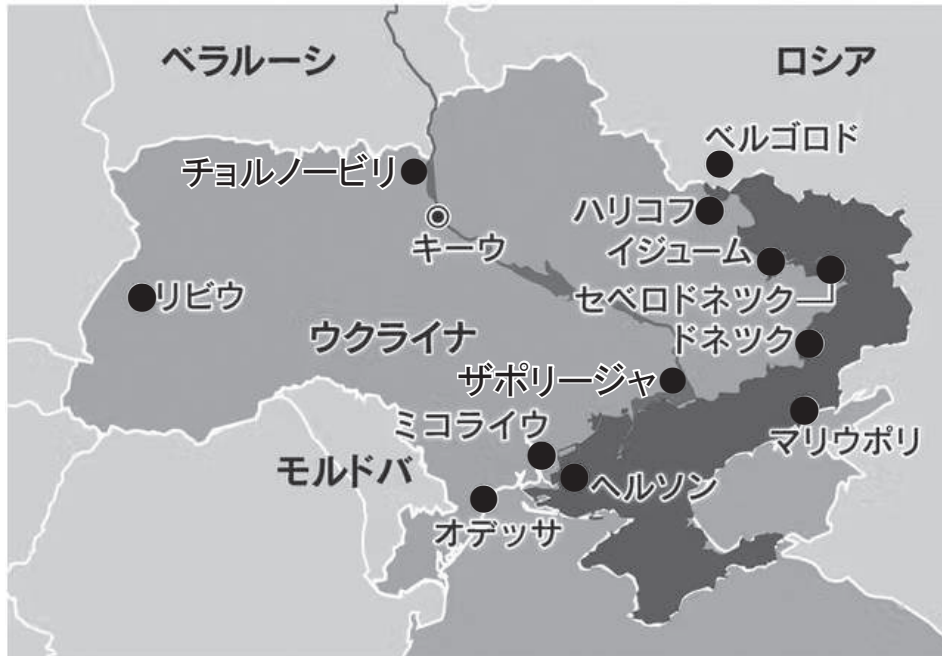 ベラルーシ
ロシア
ベルゴロド
チョルノービリ
ハリコフ
キーウ
イジューム
リビウ
セベロドネツク
ウクライナ
ドネツク
ザポリージャ
ミコライウ
マリウポリ
モルドバ
ヘルソン
オデッサ